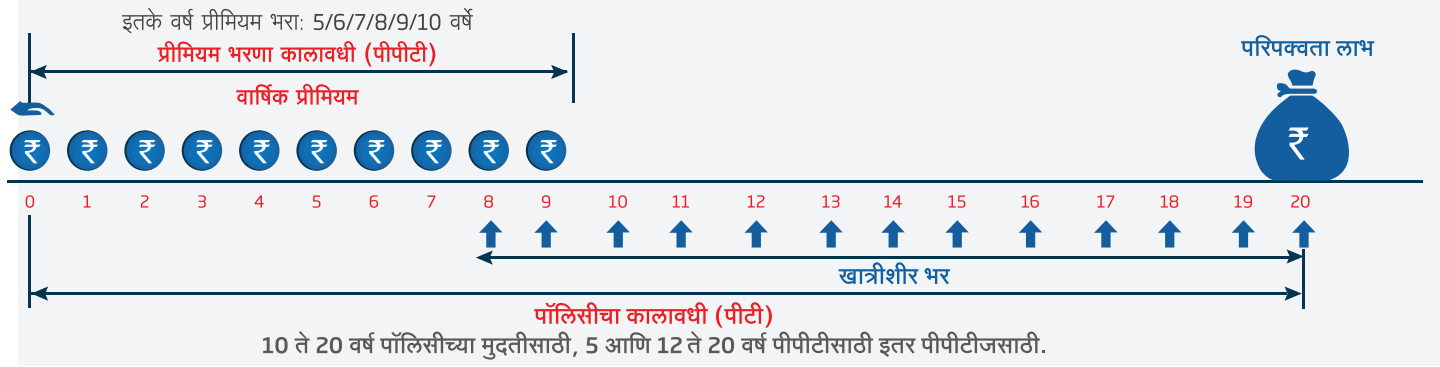 इतके वर्ष प्रीमियम भरा: 5/6/7/8/9/10 वर्षे
प्रीमियम भरणा कालावधी (पीपीटी)
परिपक्वता लाभ
वार्षिक प्रीमियम
₹ ₹ ₹ ₹ ₹ ₹ ₹ ₹ ₹ ₹ ₹
0 1 2 3 4 5 6 7 8 9 10 11 12 13 14 15 16 17 18 19 20
खात्रीशीर भर
पॉलिसीचा कालावधी (पीटी)
10 ते 20 वर्ष पॉलिसीच्या मुदतीसाठी, 5 आणि 12 ते 20 वर्ष पीपीटीसाठी इतर पीपीटीजसाठी.